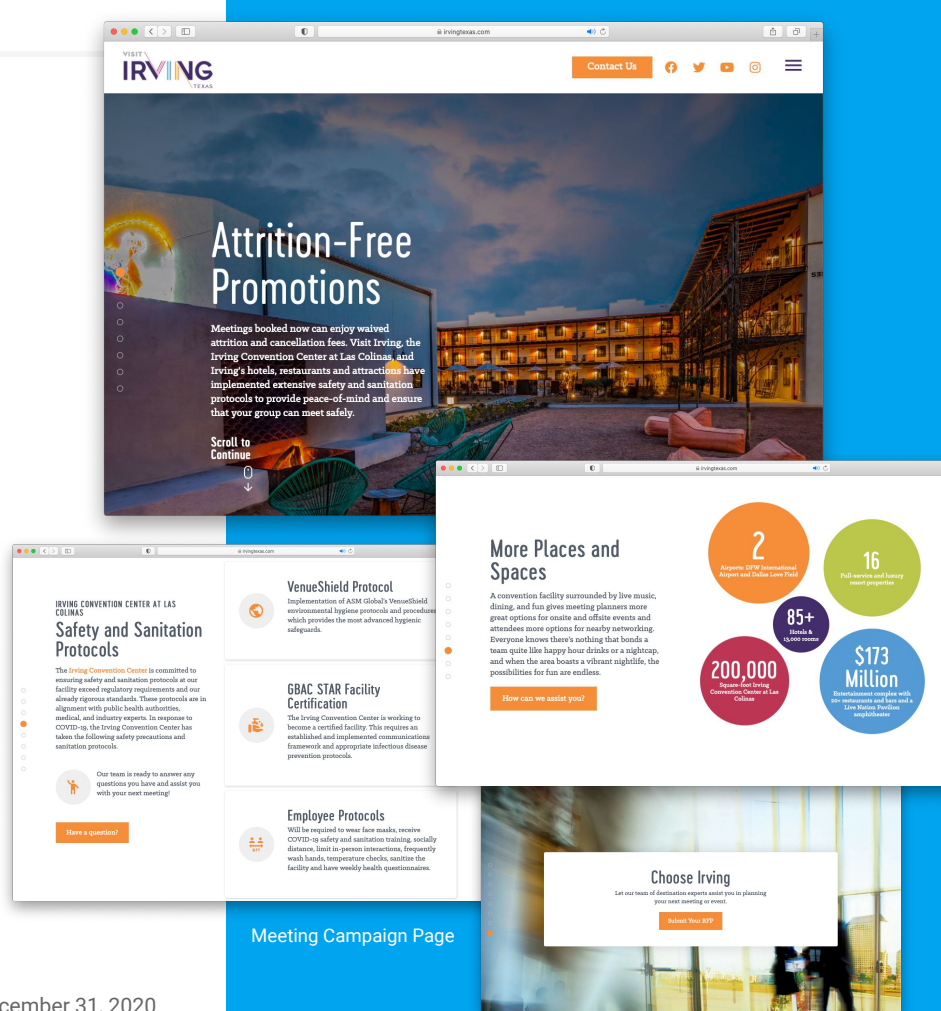 irvingtexas.com
VISIT
IRVING
TEXAS
Contact Us
Attrition-Free
Promotions
Meetings booked now can enjoy waived
attrition and cancellation fees. Visit Irving, the
Irving Convention Center at Las Colinas, and
Irving's hotels, restaurants and attractions have
implemented extensive safety and sanitation
protocols to provide peace-of-mind and ensure
that your group can meet safely.
Scroll to
Continue
irvingtexas.com
More Places and
Spaces
A convention facility surrounded by live music,
dining, and fun gives meeting planners more
great options for onsite and offsite events and
attendees more options for nearby networking.
Everyone knows there's nothing that bonds a
team quite like happy hour drinks or a nightcap,
and when the area boasts a vibrant nightlife, the
possibilities for fun are endless.
How can we assist you?
2
Airports: DFW International
Airport and Dallas Love Field
16
Full-service and luxury
resort properties
85+
Hotels &
13,000 rooms
200,000
Square-foot Irving
Convention Center at Las
Colinas
$173
Million
Entertainment complex with
20+ restaurants and bars and a
Live Nation Pavilion
amphitheater
irvingtexas.com
IRVING CONVENTION CENTER AT LAS
COLINAS
Safety and Sanitation
Protocols
The Irving Convention Center is committed to
ensuring safety and sanitation protocols at our
facility exceed regulatory requirements and our
already rigorous standards. These protocols are in
alignment with public health authorities,
medical, and industry experts. In response to
COVID-19, the Irving Convention Center has
taken the following safety precautions and
sanitation protocols.
Our team is ready to answer any
questions you have and assist you
with your next meeting!
Have a question?
VenueShield Protocol
Implementation of ASM Global's VenueShield
environmental hygiene protocols and procedures
which provides the most advanced hygienic
safeguards.
GBAC STAR Facility
Certification
The Irving Convention Center is working to
become a certified facility. This requires an
established and implemented communications
framework and appropriate infectious disease
prevention protocols.
Employee Protocols
Will be required to wear face masks, receive
COVID-19 safety and sanitation training, socially
distance, limit in-person interactions, frequently
wash hands, temperature checks, sanitize the
facility and have weekly health questionnaires.
Choose Irving
Let our team of destination experts assist you in planning
your next meeting or event.
Submit Your RFP
Meeting Campaign Page
cember 31, 2020